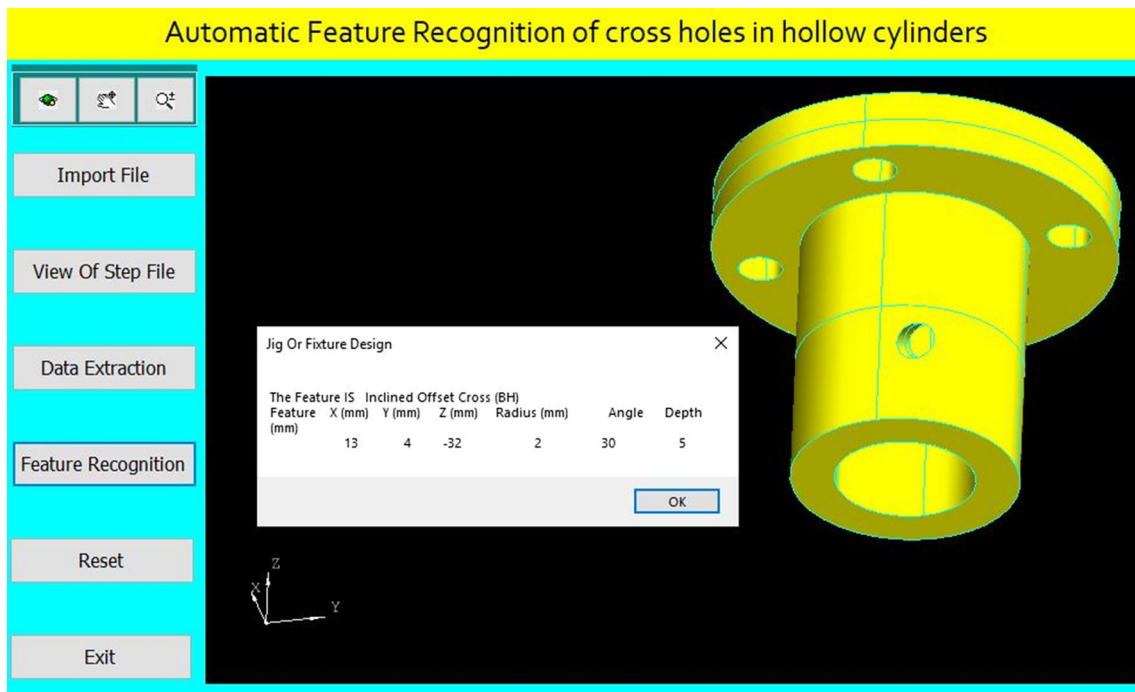 Automatic Feature Recognition of cross holes in hollow cylinders
Import File
View Of Step File
Data Extraction
Feature Recognition
Reset
Exit
Jig Or Fixture Design
The Feature IS Inclined Offset Cross (BH)
Feature X (mm) Y (mm) Z (mm) Radius (mm) Angle Depth
(mm)
13 4 -32 2 30 5
OK
Z
X
Y